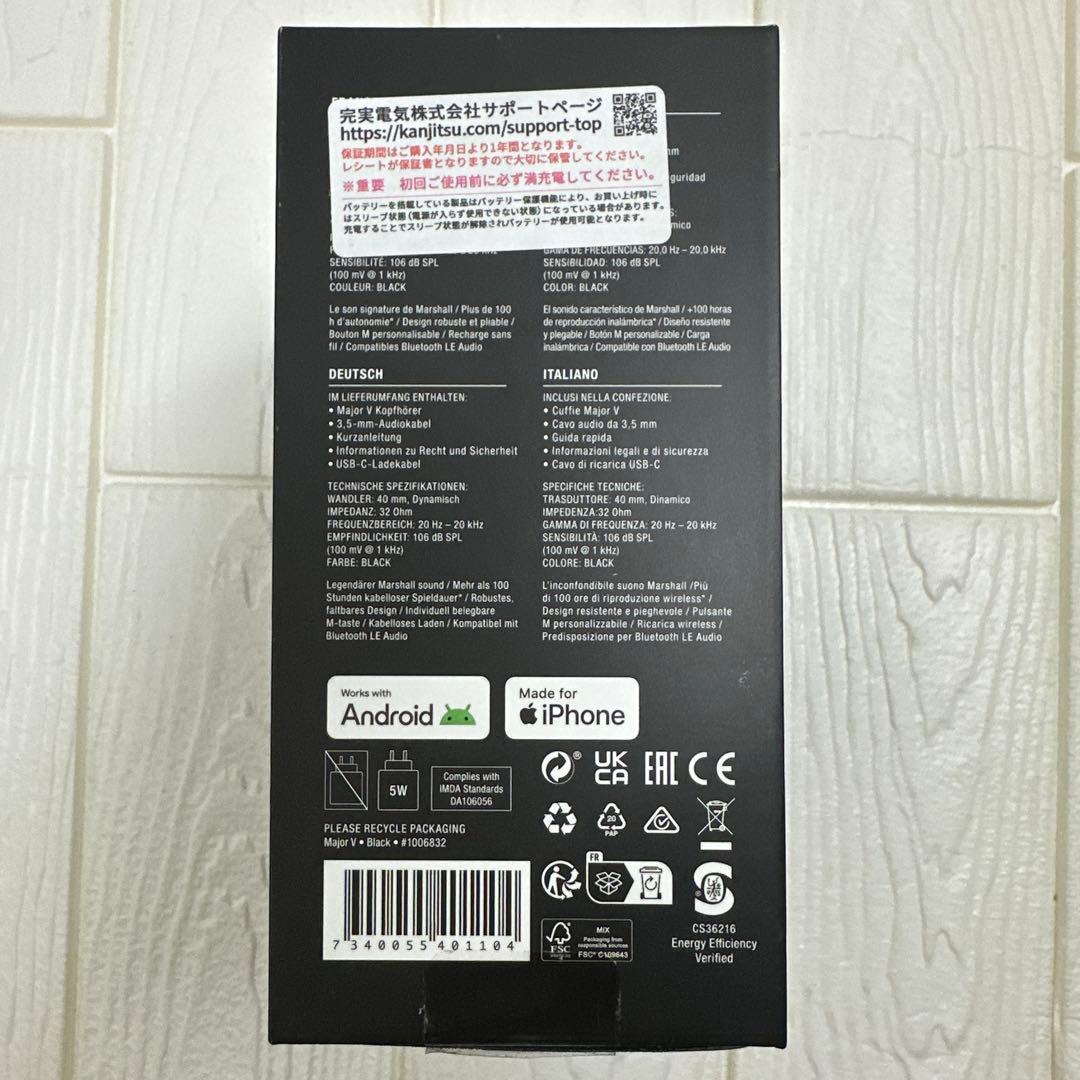 完実電気株式会社サポートページ
https://kanjitsu.com/support-top
保証期間はご購入年月日より1年間となります。
レシートが保証書となりますので大切に保管してください。
※重要 初回ご使用前に必ず満充電してください。
バッテリーを搭載している製品はバッテリー保護機能により、お買い上げ時に
はスリープ状態(電源が入らず使用できない状態)になっている場合があります。
充電することでスリープ状態が解除されバッテリーが使用可能となります。
SENSIBILITÉ: 106 dB SPL
(100 mV @ 1 kHz)
COULEUR: BLACK
Le son signature de Marshall / Plus de 100
h d'autonomie* / Design robuste et pliable /
Bouton M personnalisable / Recharge sans
fil / Compatibles Bluetooth LE Audio
GAMA DE FRECUENCIAS: 20,0 Hz – 20,0 kHz
SENSIBILIDAD: 106 dB SPL
(100 mV @ 1 kHz)
COLOR: BLACK
El sonido característico de Marshall / +100 horas
de reproducción inalámbrica* / Diseño resistente
y plegable / Botón M personalizable / Carga
inalámbrica / Compatible con Bluetooth LE Audio
DEUTSCH
IM LIEFERUMFANG ENTHALTEN:
• Major V Kopfhörer
• 3,5-mm-Audiokabel
• Kurzanleitung
• Informationen zu Recht und Sicherheit
• USB-C-Ladekabel
TECHNISCHE SPEZIFIKATIONEN:
WANDLER: 40 mm, Dynamisch
IMPEDANZ: 32 Ohm
FREQUENZBEREICH: 20 Hz – 20 kHz
EMPFINDLICHKEIT: 106 dB SPL
(100 mV @ 1 kHz)
FARBE: BLACK
Legendärer Marshall sound / Mehr als 100
Stunden kabelloser Spieldauer* / Robustes,
faltbares Design / Individuell belegbare
M-taste / Kabelloses Laden / Kompatibel mit
Bluetooth LE Audio
ITALIANO
INCLUSI NELLA CONFEZIONE:
• Cuffie Major V
• Cavo audio da 3,5 mm
• Guida rapida
• Informazioni legali e di sicurezza
• Cavo di ricarica USB-C
SPECIFICHE TECNICHE:
TRASDUTTORE: 40 mm, Dinamico
IMPEDENZA:32 Ohm
GAMMA DI FREQUENZA: 20 Hz – 20 kHz
SENSIBILITÀ: 106 dB SPL
(100 mV @ 1 kHz)
COLORE: BLACK
L'inconfondibile suono Marshall /Più
di 100 ore di riproduzione wireless* /
Design resistente e pieghevole / Pulsante
M personalizzabile / Ricarica wireless /
Predisposizione per Bluetooth LE Audio
Works with
Android
Made for
iPhone
5W
Complies with
IMDA Standards
DA106056
UK
CA
EAC CE
20
PAP
PLEASE RECYCLE PACKAGING
Major V • Black • #1006832
7 340055 401104
FR
FSC
MIX
Packaging from
responsible sources
FSC® C109643
CS36216
Energy Efficiency
Verified